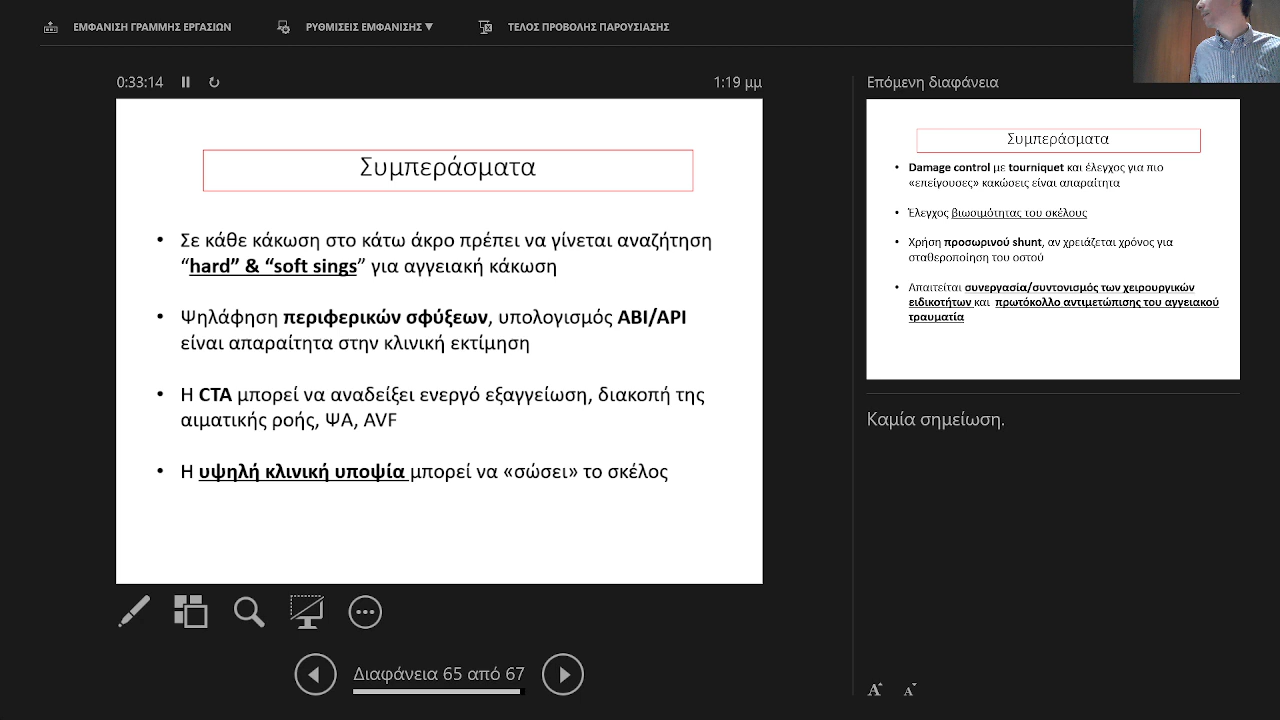 ΕΜΦΑΝΙΣΗ ΓΡΑΜΜΗΣ ΕΡΓΑΣΙΩΝ
ΡΥΘΜΙΣΕΙΣ ΕΜΦΑΝΙΣΗΣ ▼
ΤΕΛΟΣ ΠΡΟΒΟΛΗΣ ΠΑΡΟΥΣΙΑΣΗΣ
0:33:14
1:19 μμ
Συμπεράσματα
• Σε κάθε κάκωση στο κάτω άκρο πρέπει να γίνεται αναζήτηση
“hard” & “soft sings” για αγγειακή κάκωση
• Ψηλάφηση περιφερικών σφύξεων, υπολογισμός ABI/API
είναι απαραίτητα στην κλινική εκτίμηση
• Η CTA μπορεί να αναδείξει ενεργό εξαγγείωση, διακοπή της
αιματικής ροής, ΨΑ, AVF
• Η υψηλή κλινική υποψία μπορεί να «σώσει» το σκέλος
Διαφάνεια 65 από 67
Επόμενη διαφάνεια
Συμπεράσματα
• Damage control με tourniquet και έλεγχος για πιο
«επείγουσες» κακώσεις είναι απαραίτητα
• Έλεγχος βιωσιμότητας του σκέλους
• Χρήση προσωρινού shunt, αν χρειάζεται χρόνος για
σταθεροποίηση του οστού
• Απαιτείται συνεργασία/συντονισμός των χειρουργικών
ειδικοτήτων και πρωτόκολλο αντιμετώπισης του αγγειακού
τραυματία
Καμία σημείωση.
A A